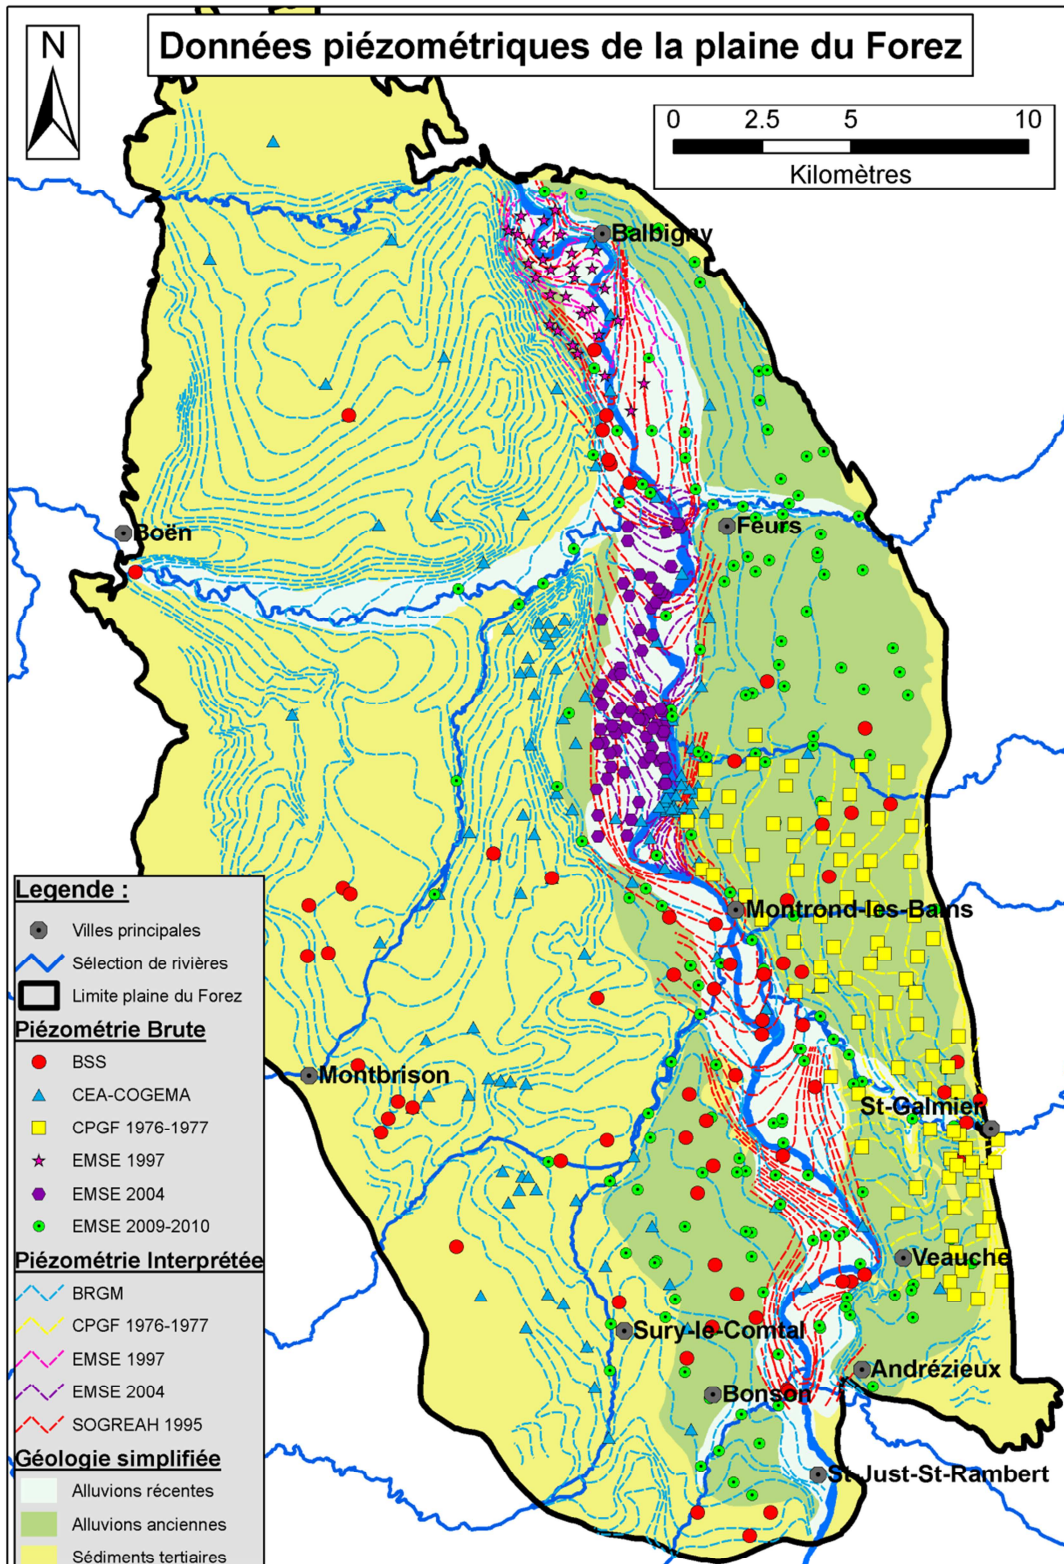 Données piézométriques de la plaine du Forez
N
0 2.5 5 10
Kilomètres
Balbigny
Boën
Feurs
Montrond-les-Bains
Montbrison
St-Galmier
Veauche
Sury-le-Comtal
Andrézieux
Bonson
St-Just-St-Rambert
Legende :
Villes principales
Sélection de rivières
Limite plaine du Forez
Piézométrie Brute
BSS
CEA-COGEMA
CPGF 1976-1977
EMSE 1997
EMSE 2004
EMSE 2009-2010
Piézométrie Interprétée
BRGM
CPGF 1976-1977
EMSE 1997
EMSE 2004
SOGREAH 1995
Géologie simplifiée
Alluvions récentes
Alluvions anciennes
Sédiments tertiaires